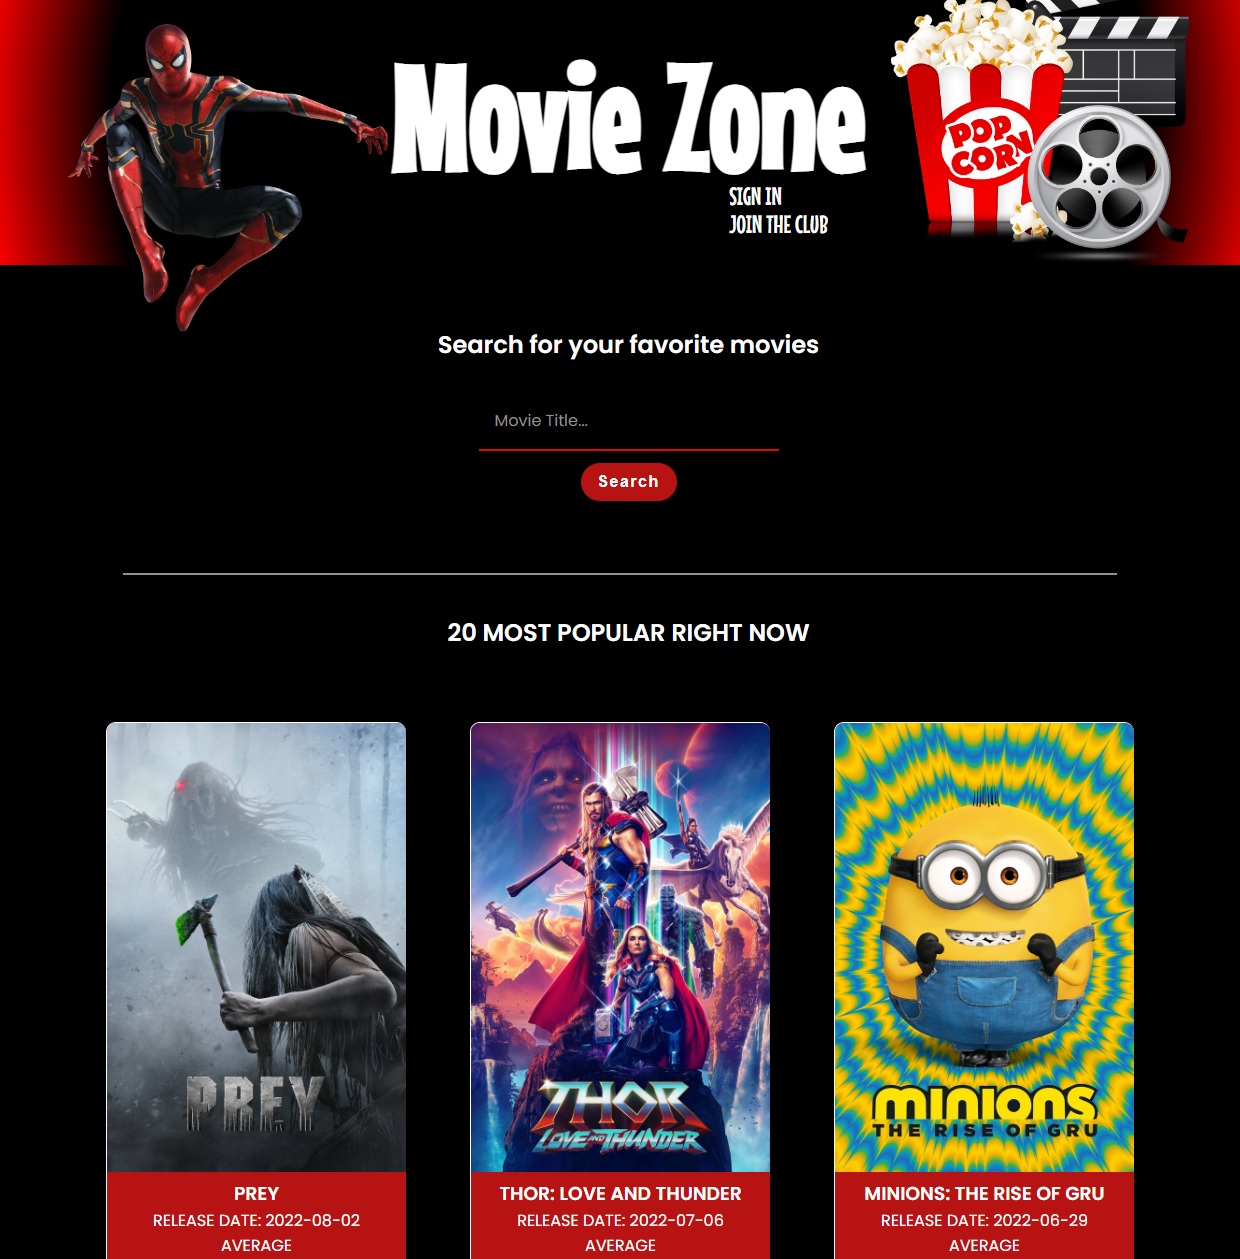 Movie Zone
POP
CORN
SIGN IN
JOIN THE CLUB
Search for your favorite movies
Movie Title...
Search
20 MOST POPULAR RIGHT NOW
PREY
THOR
LOVE AND THUNDER
MINIONS
THE RISE OF GRU
PREY
RELEASE DATE: 2022-08-02
AVERAGE
THOR: LOVE AND THUNDER
RELEASE DATE: 2022-07-06
AVERAGE
MINIONS: THE RISE OF GRU
RELEASE DATE: 2022-06-29
AVERAGE